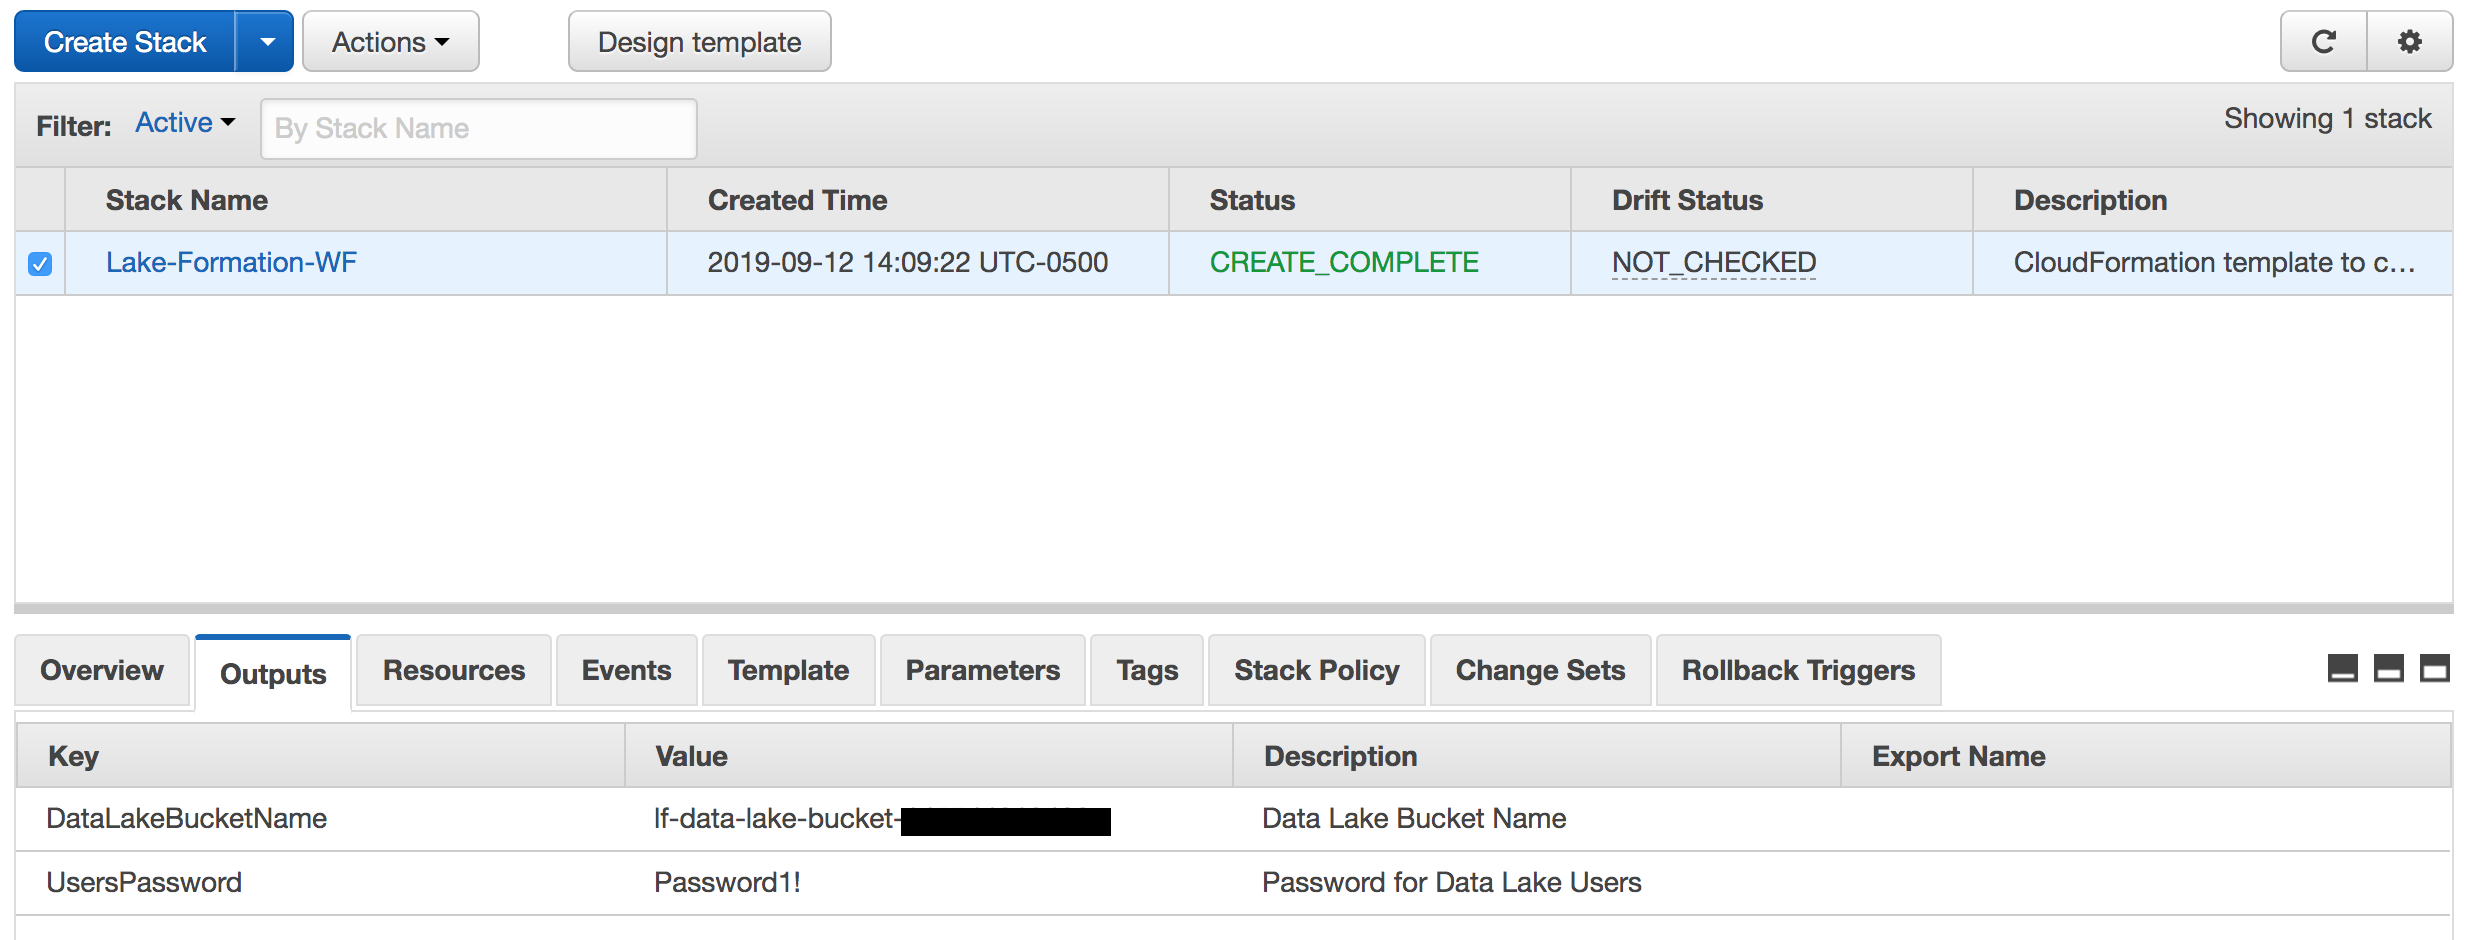 Create Stack Actions Design template
Filter: Active By Stack Name Showing 1 stack
Stack Name Created Time Status Drift Status Description
Lake-Formation-WF 2019-09-12 14:09:22 UTC-0500 CREATE_COMPLETE NOT_CHECKED CloudFormation template to c...
Overview Outputs Resources Events Template Parameters Tags Stack Policy Change Sets Rollback Triggers
Key Value Description Export Name
DataLakeBucketName lf-data-lake-bucket- Data Lake Bucket Name
UsersPassword Password1! Password for Data Lake Users